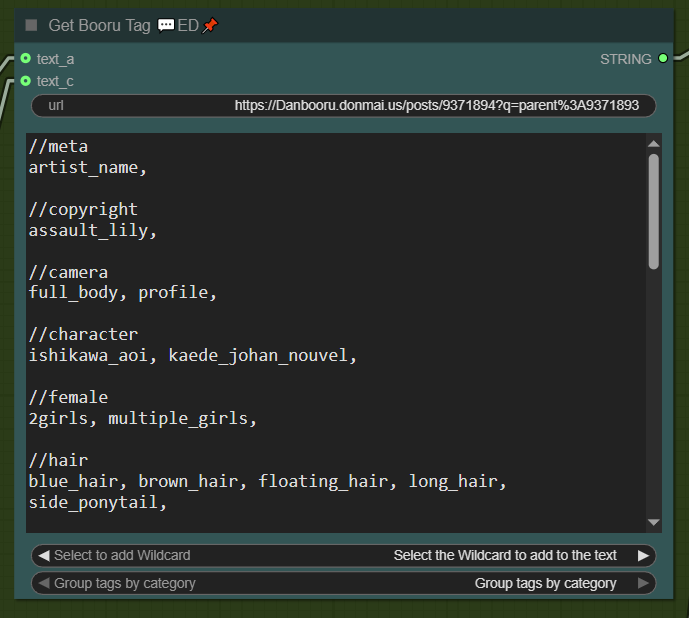 Get Booru Tag 💬ED📌
text_a
STRING
text_c
url https://Danbooru.donmai.us/posts/9371894?q=parent%3A9371893
//meta
artist_name,
//copyright
assault_lily,
//camera
full_body, profile,
//character
ishikawa_aoi, kaede_johan_nouvel,
//female
2girls, multiple_girls,
//hair
blue_hair, brown_hair, floating_hair, long_hair,
side_ponytail,
Select to add Wildcard Select the Wildcard to add to the text
Group tags by category Group tags by category